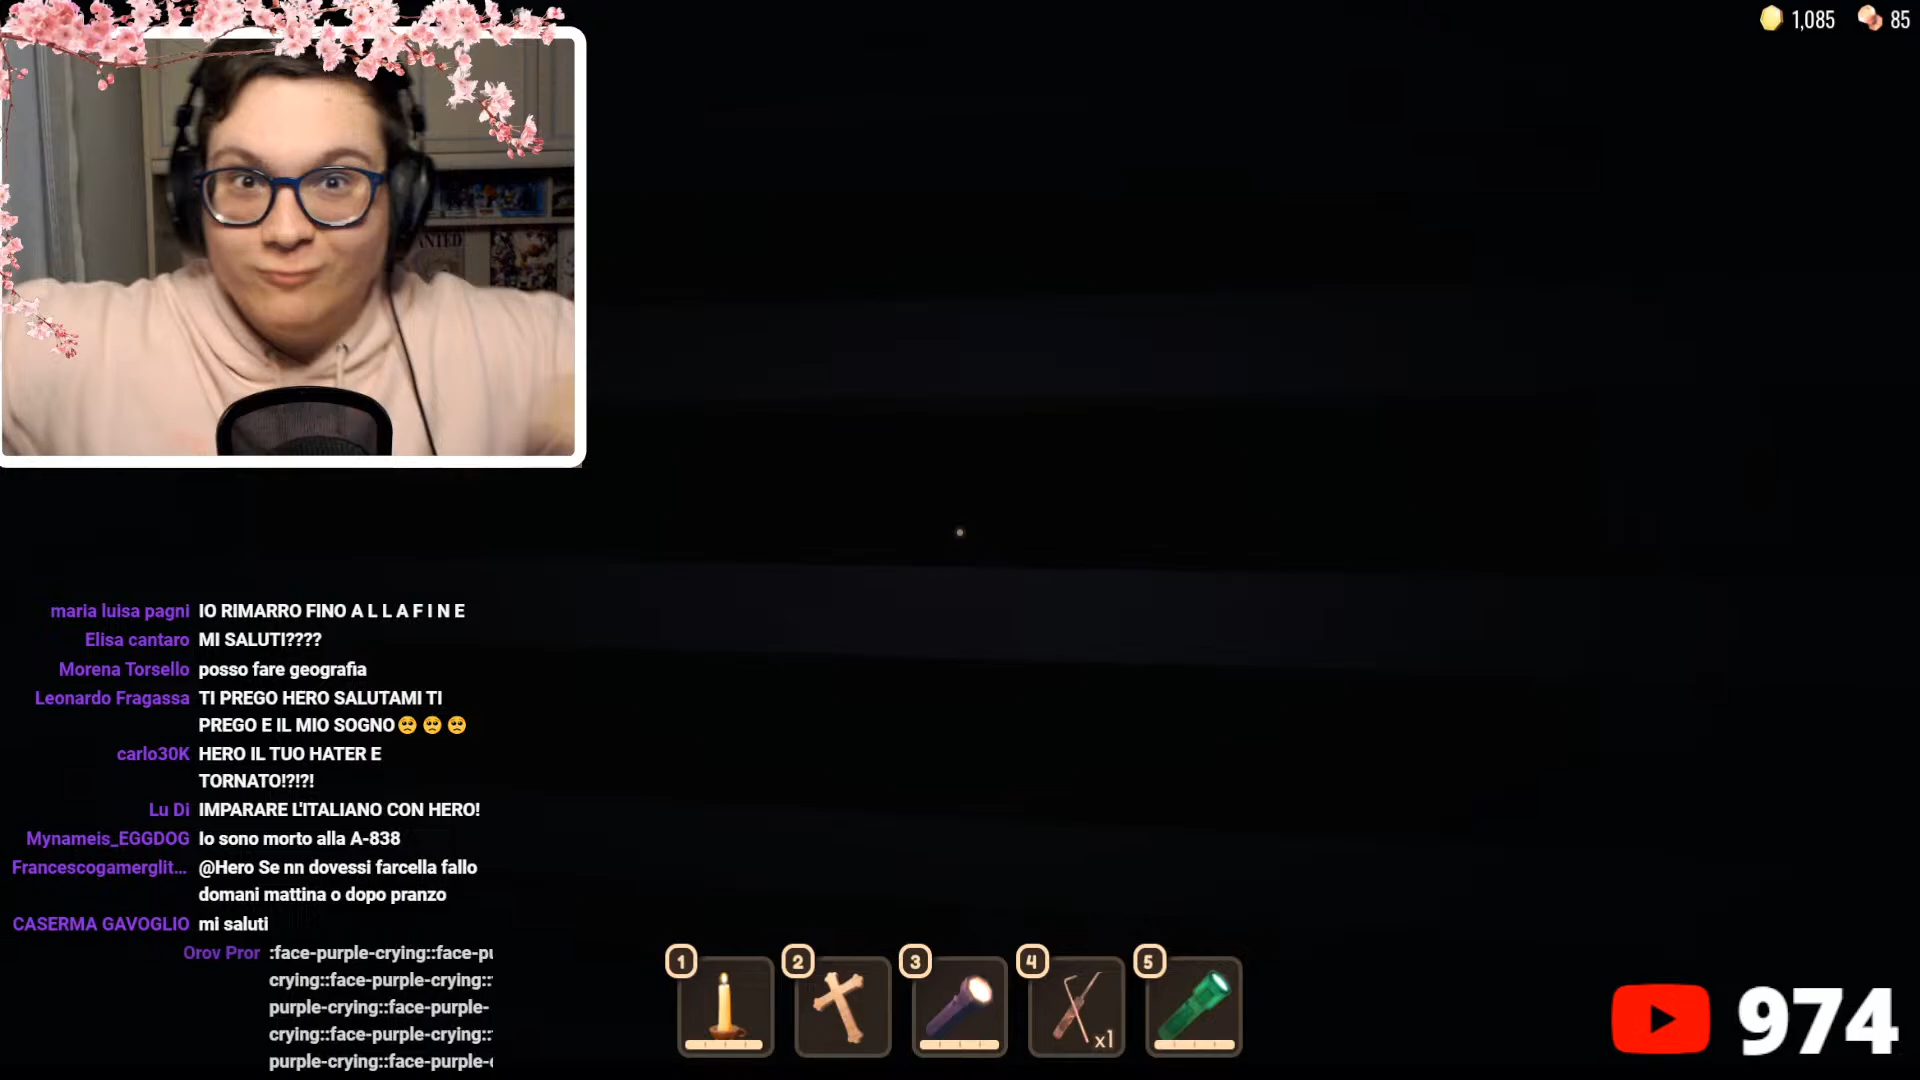 1,085
85
ANTED
maria luisa pagni IO RIMARRO FINO A L L A F I N E
Elisa cantaro MI SALUTI????
Morena Torsello posso fare geografia
Leonardo Fragassa TI PREGO HERO SALUTAMI TI
PREGO E IL MIO SOGNO🥺🥺🥺
carlo30K HERO IL TUO HATER E
TORNATO!?!?!
Lu Di IMPARARE L'ITALIANO CON HERO!
Mynameis_EGGDOG Io sono morto alla A-838
Francescogamerglit... @Hero Se nn dovessi farcella fallo
domani mattina o dopo pranzo
CASERMA GAVOGLIO mi saluti
Orov Pror :face-purple-crying::face-pu
crying::face-purple-crying::
purple-crying::face-purple-
crying::face-purple-crying::
purple-crying::face-purple-c
1
2
3
4
5
x1
974